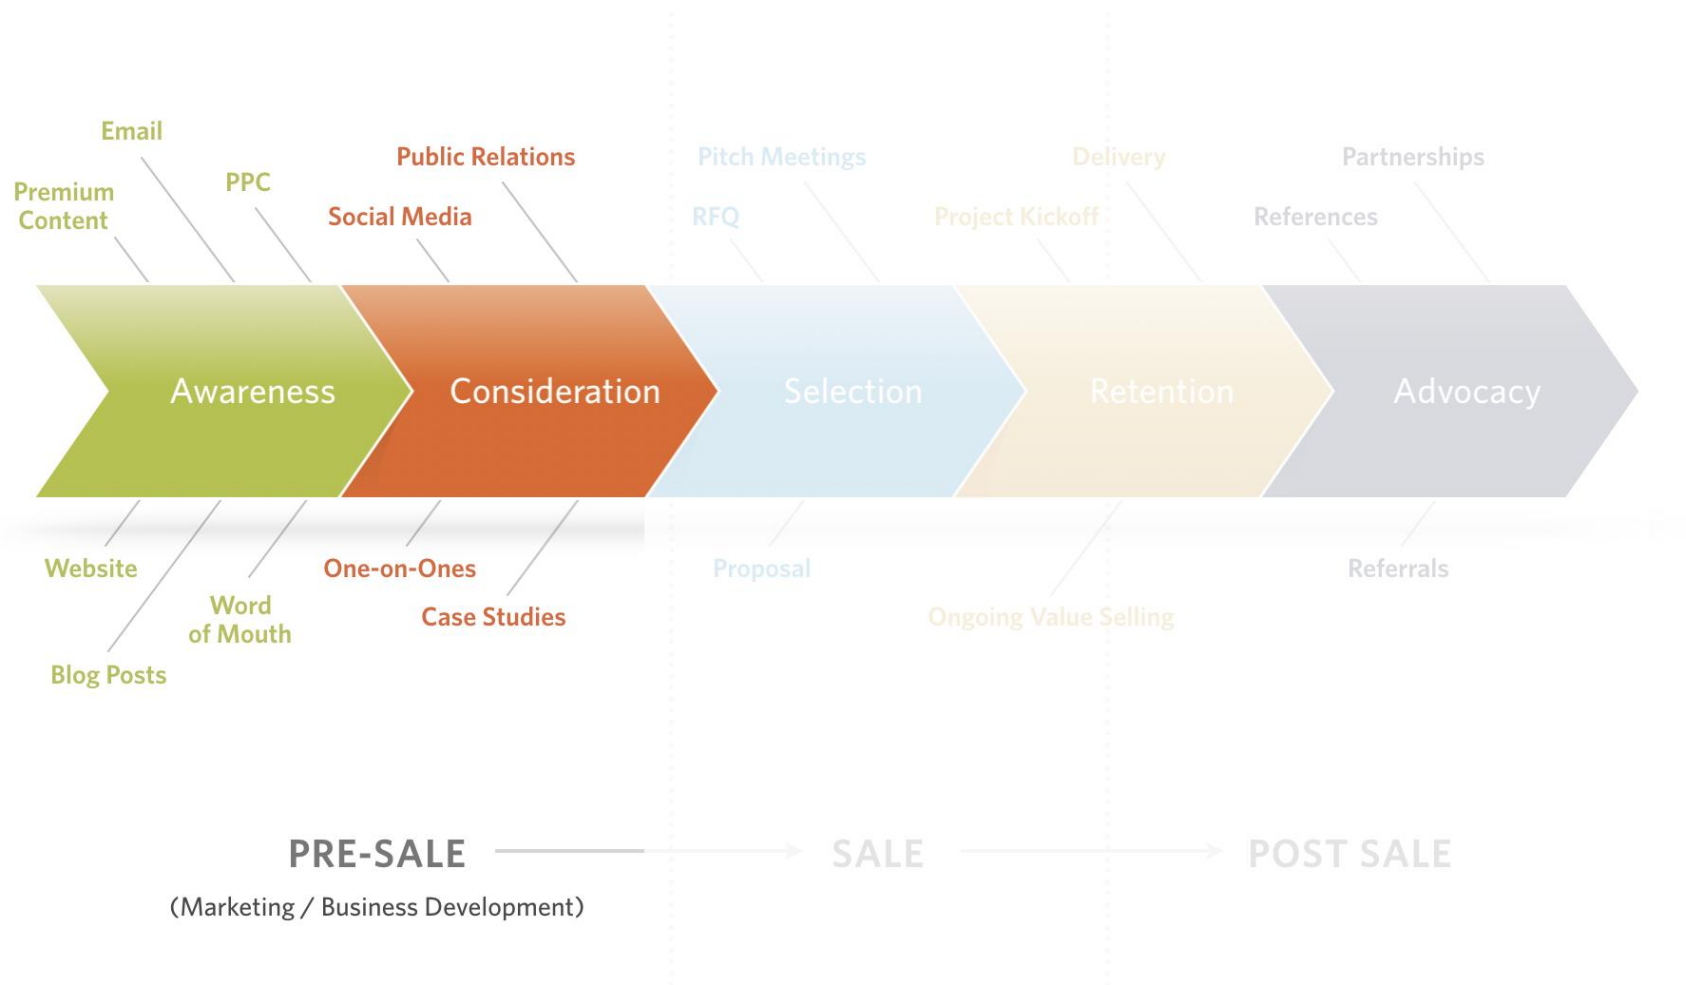 Email
Public Relations
Pitch Meetings
Delivery
Partnerships
Premium
Content
PPC
Social Media
RFQ
Project Kickoff
References
Awareness
Consideration
Selection
Retention
Advocacy
Website
One-on-Ones
Proposal
Referrals
Word
of Mouth
Case Studies
Ongoing Value Selling
Blog Posts
PRE-SALE
SALE
POST SALE
(Marketing / Business Development)